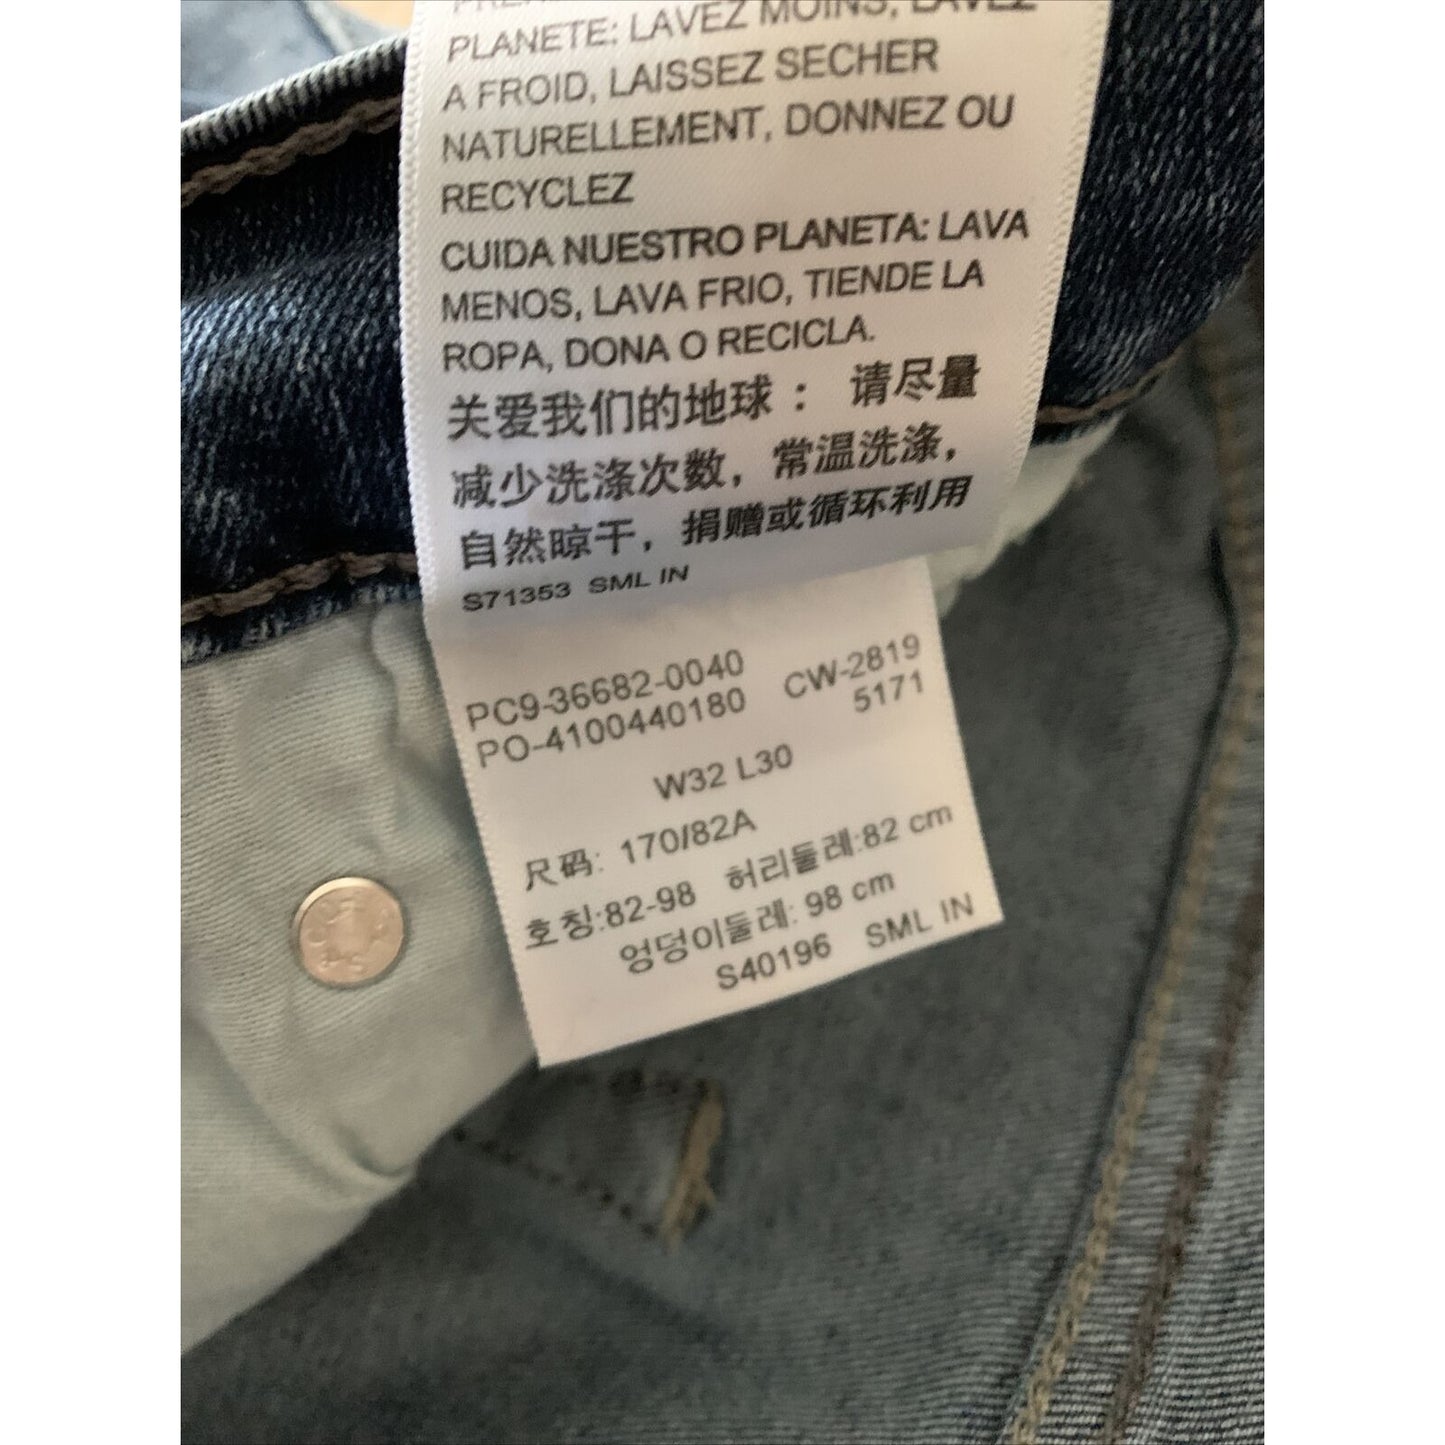 PLANETE: LAVEZ MOINS, LAVEZ
A FROID, LAISSEZ SECHER
NATURELLEMENT, DONNEZ OU
RECYCLEZ
CUIDA NUESTRO PLANETA: LAVA
MENOS, LAVA FRIO, TIENDE LA
ROPA, DONA O RECICLA.
关爱我们的地球： 请尽量
减少洗涤次数，常温洗涤，
自然晾干，捐赠或循环利用
S71353 SML IN
PC9-36682-0040 CW-2819
PO-4100440180 5171
W32 L30
尺码: 170/82A
호칭:82-98 허리둘레:82 cm
엉덩이둘레: 98 cm
S40196 SML IN